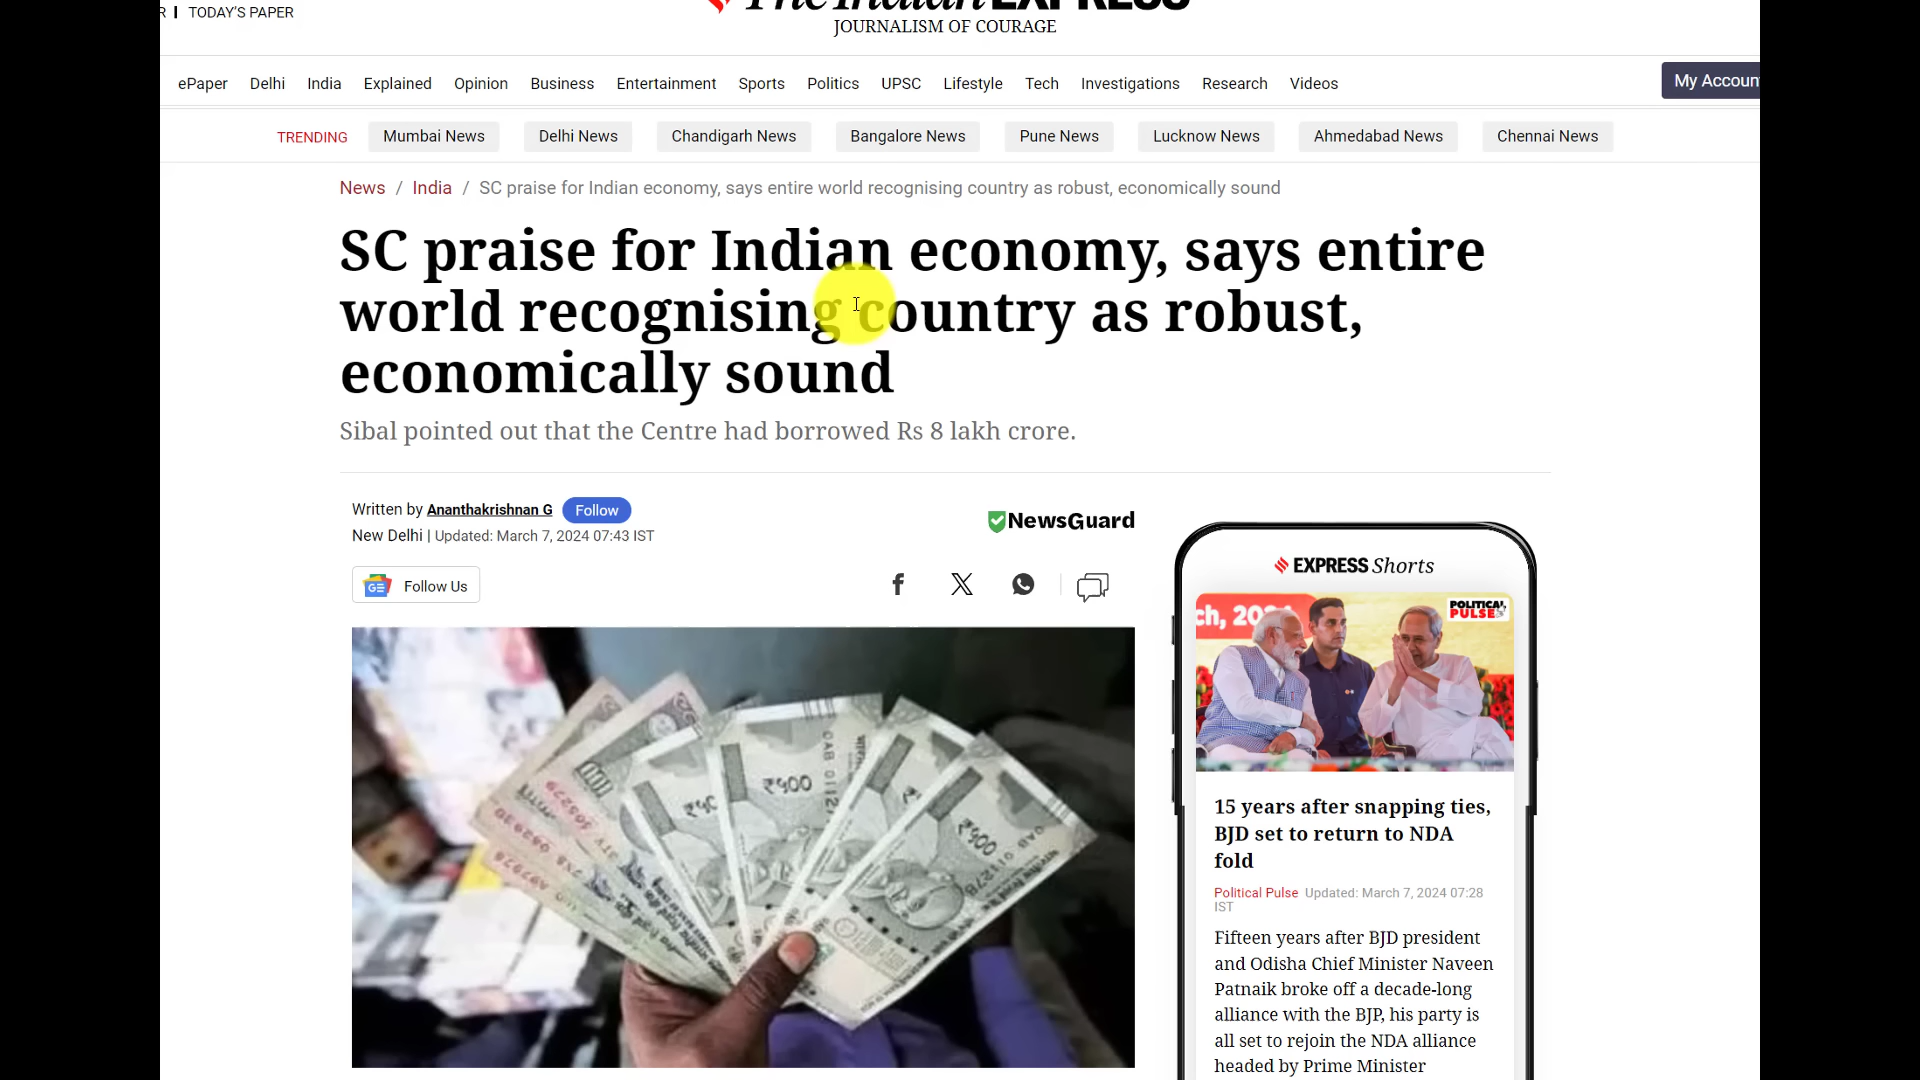 TODAY'S PAPER
The Indian EXPRESS
JOURNALISM OF COURAGE
ePaper Delhi India Explained Opinion Business Entertainment Sports Politics UPSC Lifestyle Tech Investigations Research Videos
My Accoun
TRENDING Mumbai News Delhi News Chandigarh News Bangalore News Pune News Lucknow News Ahmedabad News Chennai News
News / India / SC praise for Indian economy, says entire world recognising country as robust, economically sound
SC praise for Indian economy, says entire
world recognising country as robust,
economically sound
Sibal pointed out that the Centre had borrowed Rs 8 lakh crore.
Written by Ananthakrishnan G Follow
New Delhi | Updated: March 7, 2024 07:43 IST
NewsGuard
GE Follow Us
₹500
₹500
EXPRESS Shorts
POLITICAL
PULSE
15 years after snapping ties,
BJD set to return to NDA
fold
Political Pulse Updated: March 7, 2024 07:28
IST
Fifteen years after BJD president
and Odisha Chief Minister Naveen
Patnaik broke off a decade-long
alliance with the BJP, his party is
all set to rejoin the NDA alliance
headed by Prime Minister